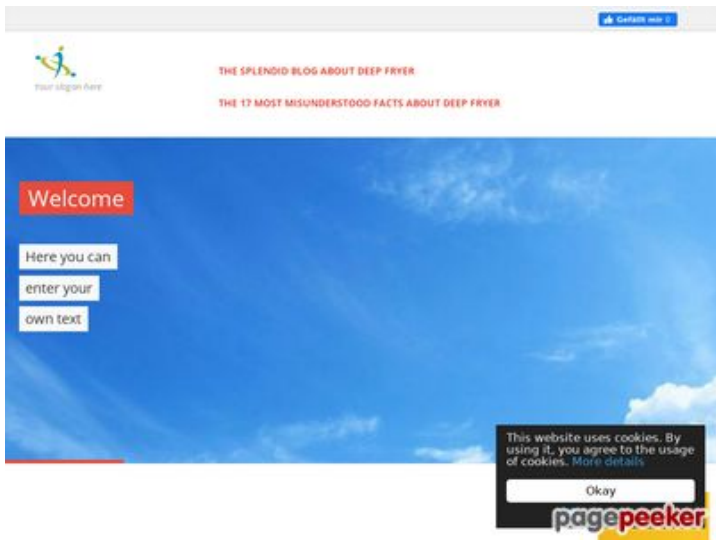 Gefällt mir 0
Your slogan here
THE SPLENDID BLOG ABOUT DEEP FRYER
THE 17 MOST MISUNDERSTOOD FACTS ABOUT DEEP FRYER
Welcome
Here you can
enter your
own text
This website uses cookies. By
using it, you agree to the usage
of cookies. More details
Okay
pagepeeker